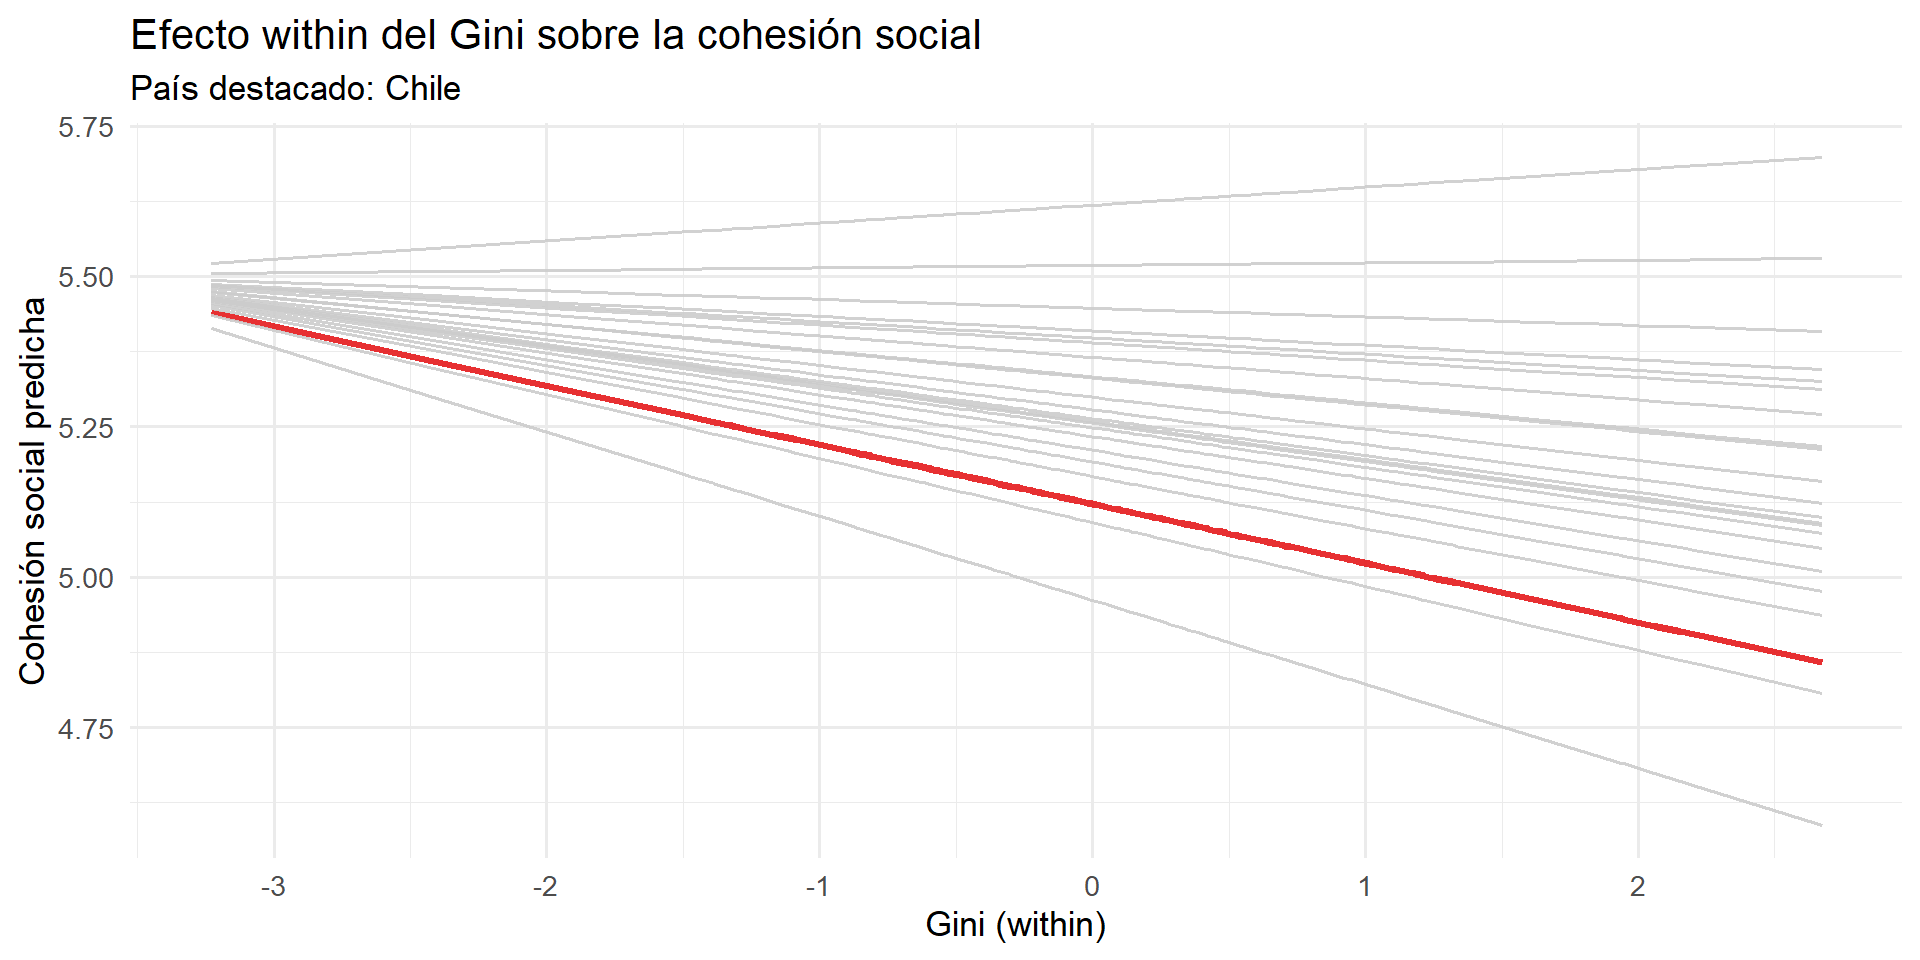 Efecto within del Gini sobre la cohesión social
País destacado: Chile
Cohesión social predicha
5.75
5.50
5.25
5.00
4.75
-3
-2
-1
0
1
2
Gini (within)